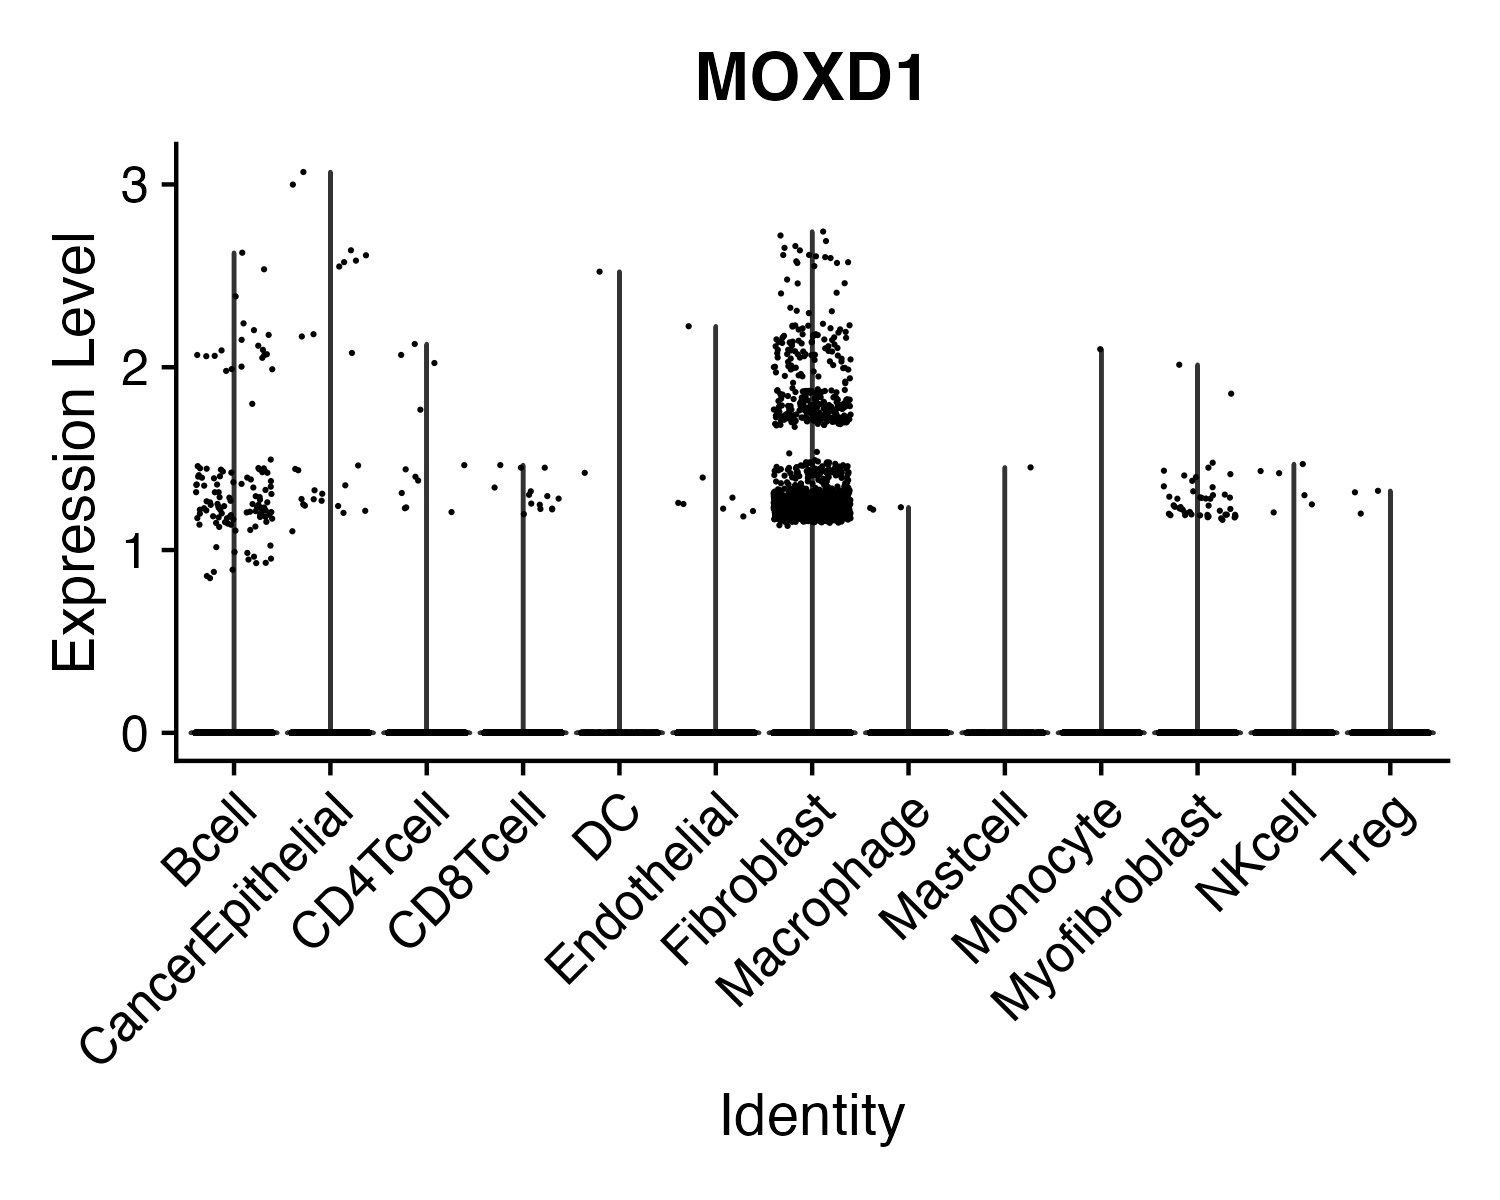 MOXD1
Expression Level
3
2
1
0
Bcell
CancerEpithelial
CD4Tcell
CD8Tcell
DC
Endothelial
Fibroblast
Macrophage
Mastcell
Monocyte
Myofibroblast
NKcell
Treg
Identity